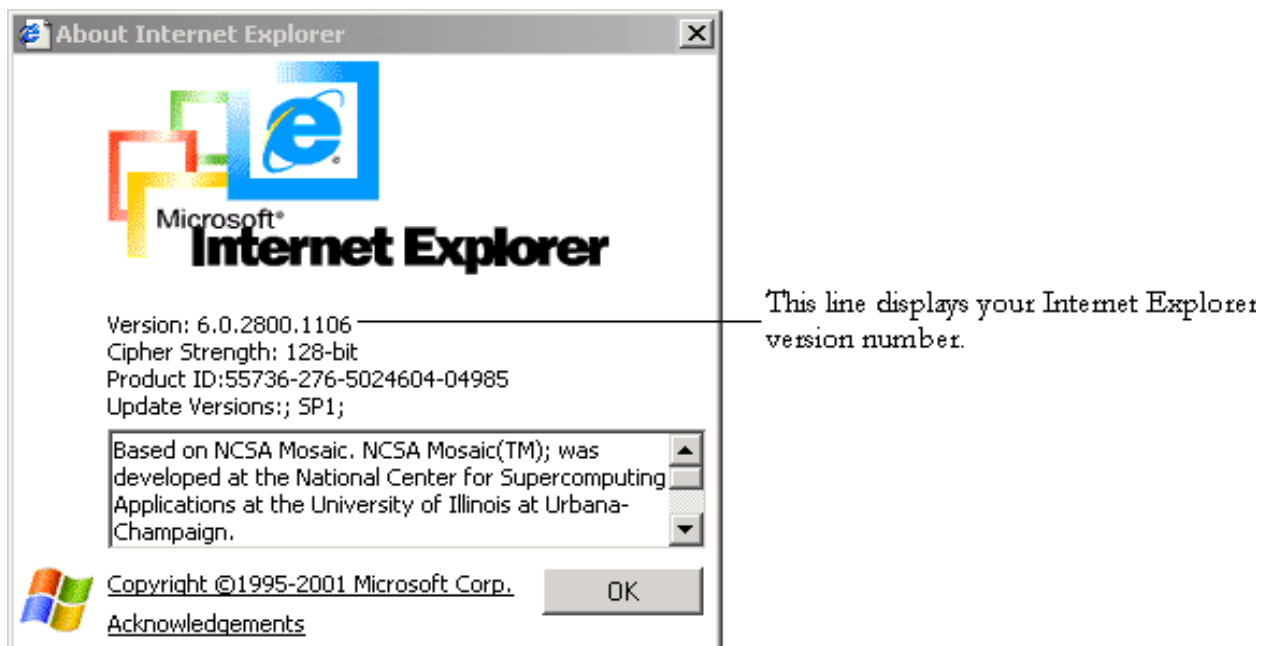 About Internet Explorer
Microsoft®
Internet Explorer
Version: 6.0.2800.1106
Cipher Strength: 128-bit
Product ID:55736-276-5024604-04985
Update Versions:; SP1;
Based on NCSA Mosaic. NCSA Mosaic(TM); was
developed at the National Center for Supercomputing
Applications at the University of Illinois at Urbana-
Champaign.
Copyright ©1995-2001 Microsoft Corp.
OK
Acknowledgements
This line displays your Internet Explorer
version number.